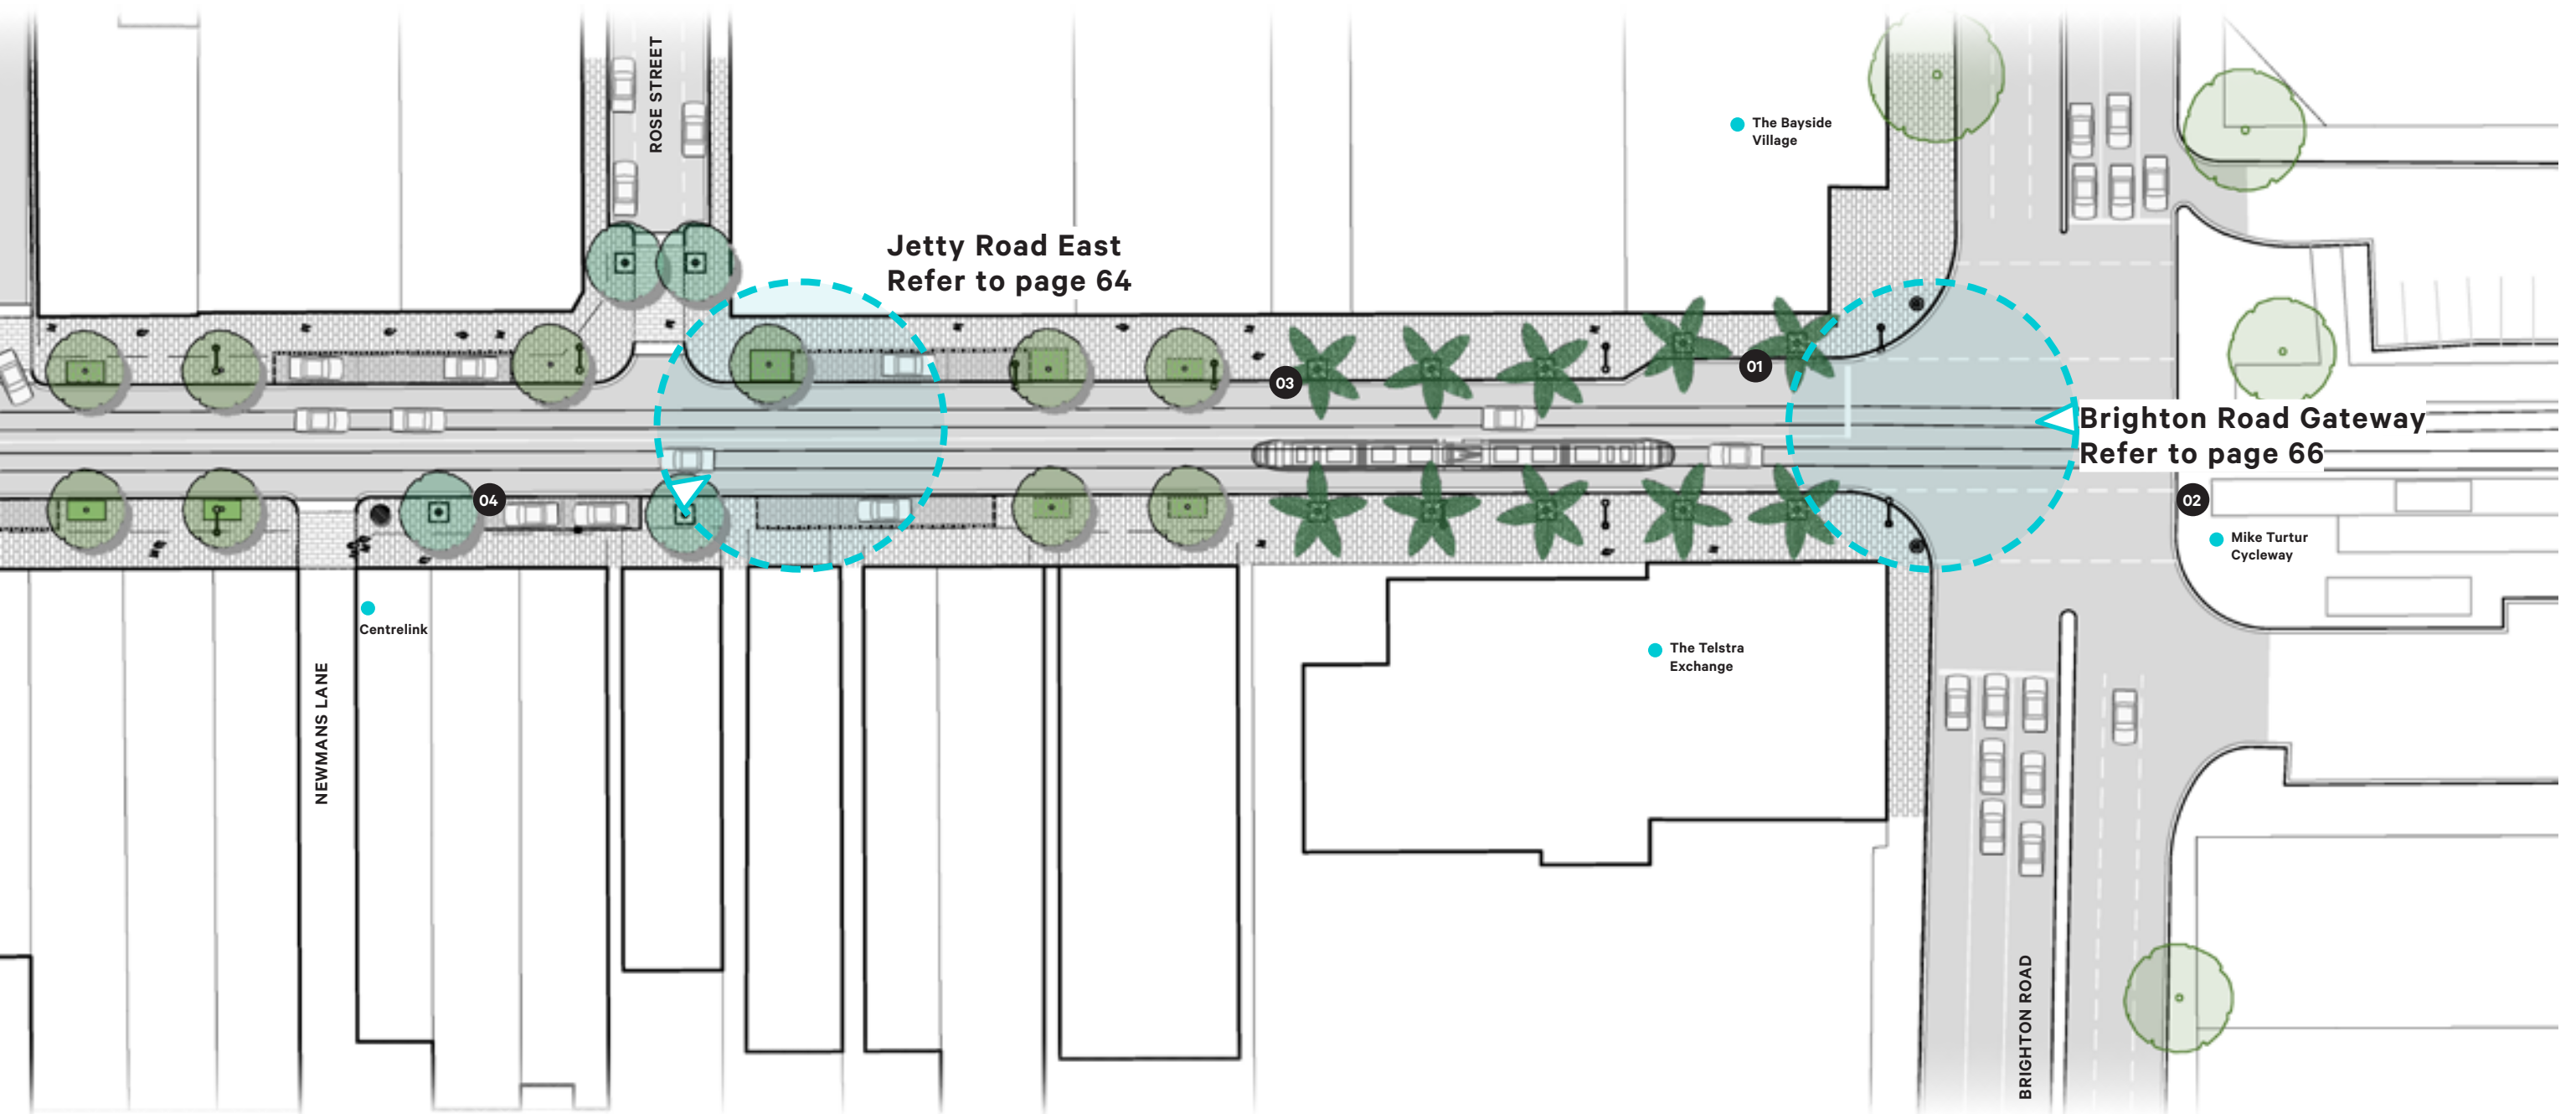 ROSE STREET
The Bayside
Village
Jetty Road East
Refer to page 64
01
03
Brighton Road Gateway
Refer to page 66
04
02
Mike Turtur
Cycleway
Centrelink
The Telstra
Exchange
NEWMANS LANE
BRIGHTON ROAD